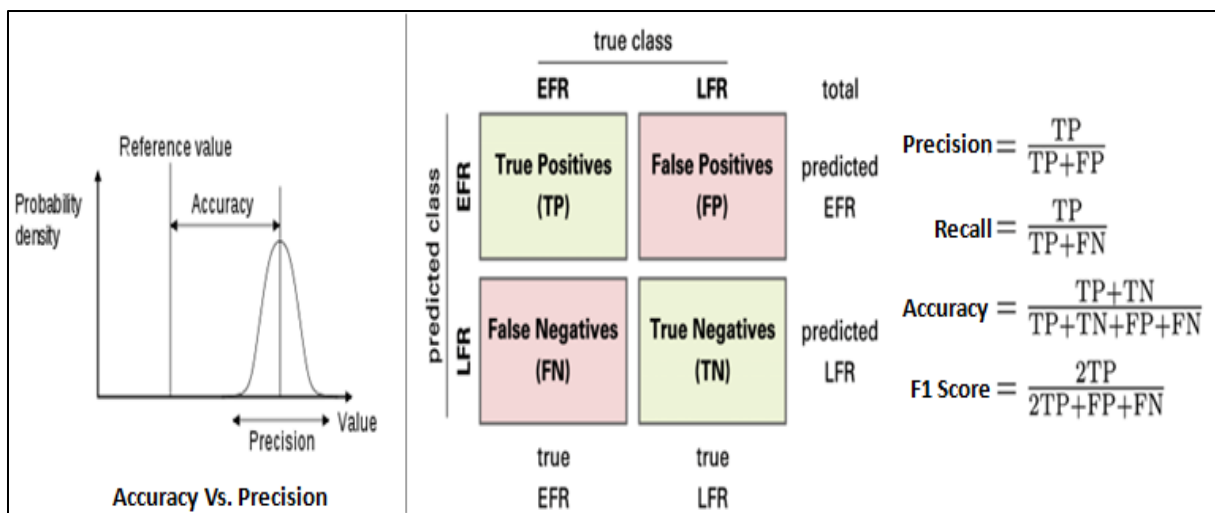 Reference value
Probability
density
Accuracy
Value
Precision
Accuracy Vs. Precision
true class
EFR
LFR
total
predicted class
EFR
True Positives
(TP)
False Positives
(FP)
predicted
EFR
LFR
False Negatives
(FN)
True Negatives
(TN)
predicted
LFR
true
EFR
true
LFR
Precision = TP / TP+FP
Recall = TP / TP+FN
Accuracy = TP+TN / TP+TN+FP+FN
F1 Score = 2TP / 2TP+FP+FN